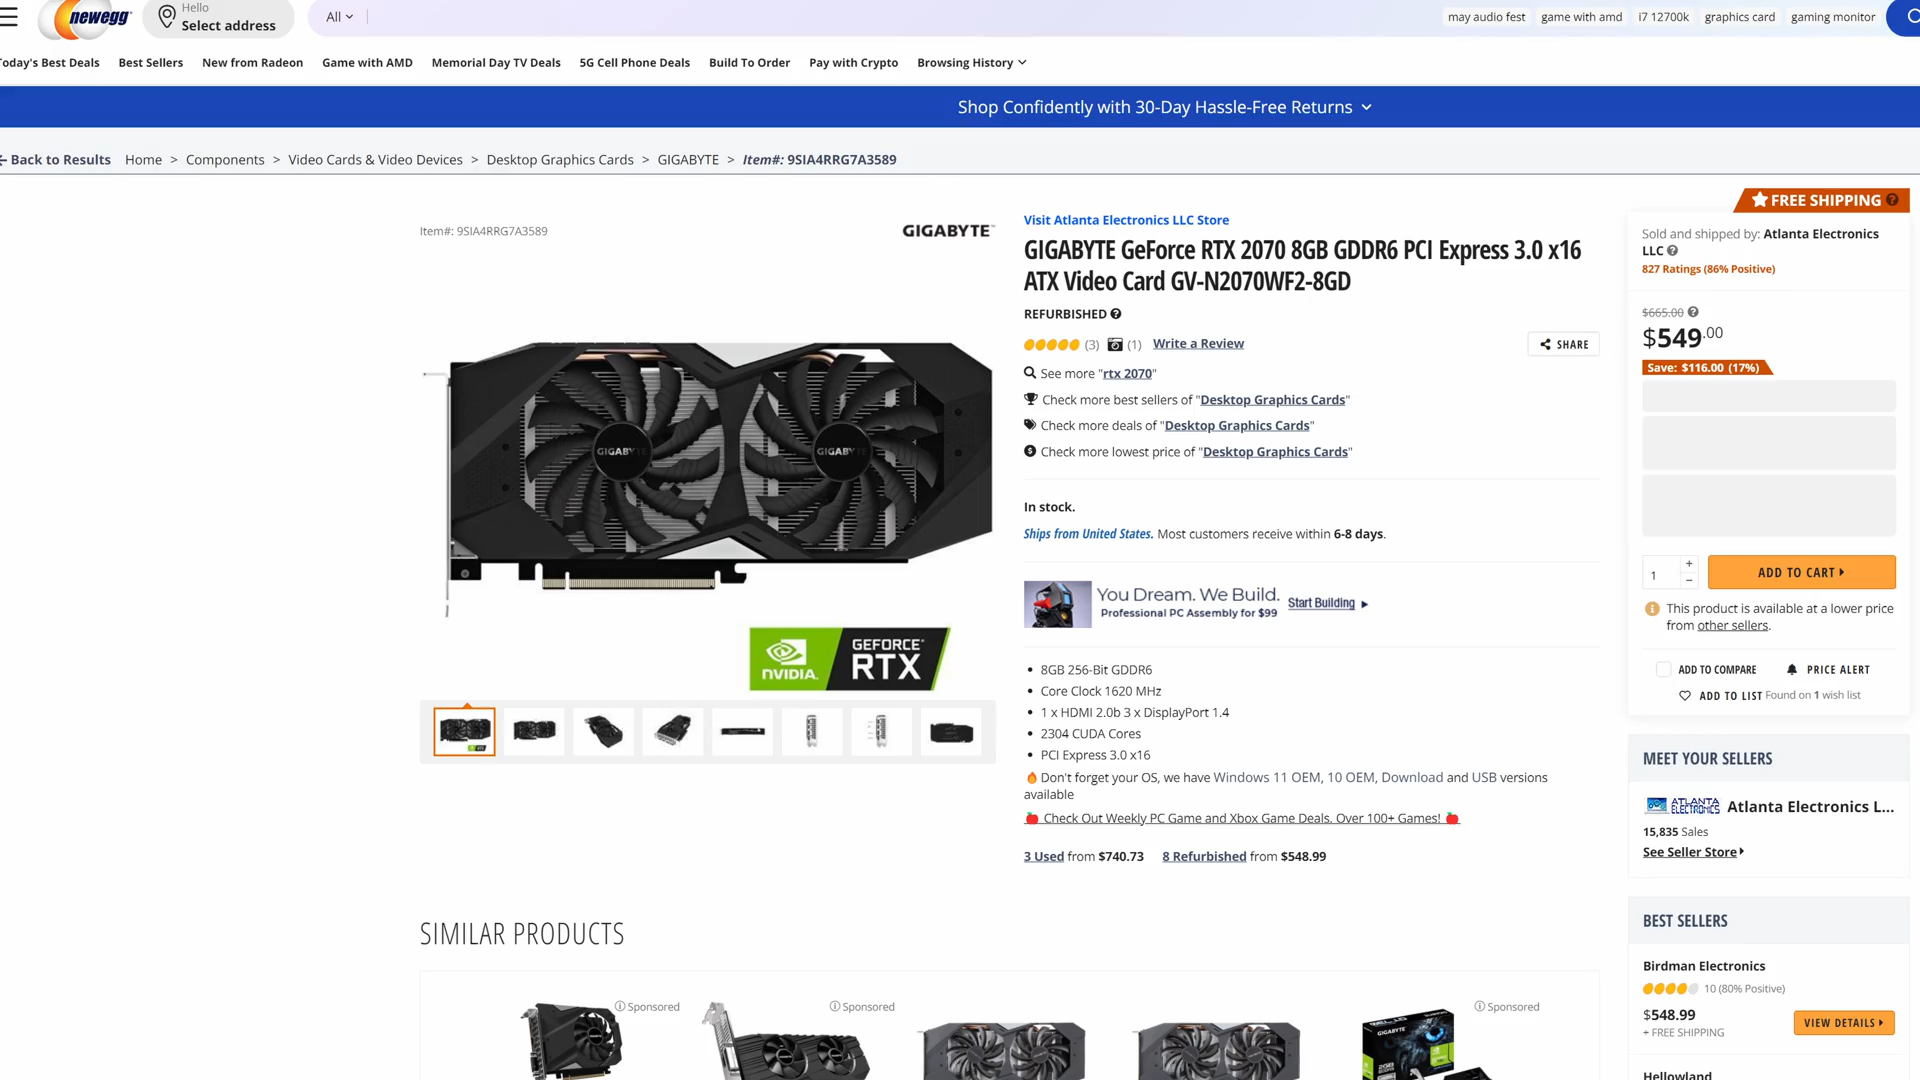 newegg
Hello
Select address
All
may audio fest
game with amd
i7 12700k
graphics card
gaming monitor
Today's Best Deals
Best Sellers
New from Radeon
Game with AMD
Memorial Day TV Deals
5G Cell Phone Deals
Build To Order
Pay with Crypto
Browsing History
Shop Confidently with 30-Day Hassle-Free Returns
Back to Results
Home > Components > Video Cards & Video Devices > Desktop Graphics Cards > GIGABYTE > Item#: 9SIA4RRG7A3589
Item#: 9SIA4RRG7A3589
GIGABYTE™
GIGABYTE
GIGABYTE
NVIDIA.
GEFORCE
RTX
Visit Atlanta Electronics LLC Store
GIGABYTE GeForce RTX 2070 8GB GDDR6 PCI Express 3.0 x16
ATX Video Card GV-N2070WF2-8GD
REFURBISHED
(3) (1) Write a Review
SHARE
See more "rtx 2070"
Check more best sellers of "Desktop Graphics Cards"
Check more deals of "Desktop Graphics Cards"
Check more lowest price of "Desktop Graphics Cards"
In stock.
Ships from United States. Most customers receive within 6-8 days.
You Dream. We Build.
Professional PC Assembly for $99
Start Building
• 8GB 256-Bit GDDR6
• Core Clock 1620 MHz
• 1 x HDMI 2.0b 3 x DisplayPort 1.4
• 2304 CUDA Cores
• PCI Express 3.0 x16
🔥Don't forget your OS, we have Windows 11 OEM, 10 OEM, Download and USB versions
available
🍎 Check Out Weekly PC Game and Xbox Game Deals. Over 100+ Games! 🍎
3 Used from $740.73 8 Refurbished from $548.99
FREE SHIPPING
Sold and shipped by: Atlanta Electronics
LLC
827 Ratings (86% Positive)
$665.00
$549.00
Save: $116.00 (17%)
1
+
−
ADD TO CART
This product is available at a lower price
from other sellers.
ADD TO COMPARE
PRICE ALERT
ADD TO LIST Found on 1 wish list
MEET YOUR SELLERS
ATLANTA
ELECTRONICS
Atlanta Electronics L...
15,835 Sales
See Seller Store
BEST SELLERS
Birdman Electronics
10 (80% Positive)
$548.99
+ FREE SHIPPING
VIEW DETAILS
Hellowland
SIMILAR PRODUCTS
Sponsored
Sponsored
Sponsored
GIGABYTE